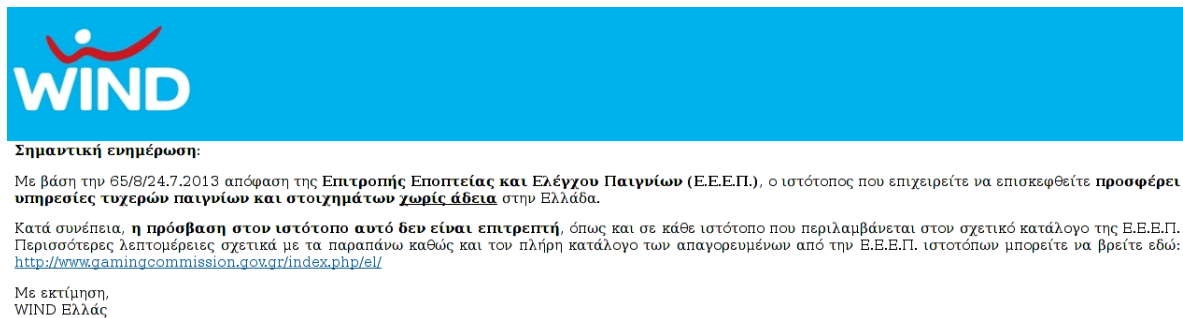 WIND
Σημαντική ενημέρωση:
Με βάση την 65/8/24.7.2013 απόφαση της Επιτροπής Εποπτείας και Ελέγχου Παιγνίων (Ε.Ε.Ε.Π.), ο ιστότοπος που επιχειρείτε να επισκεφθείτε προσφέρει
υπηρεσίες τυχερών παιγνίων και στοιχημάτων χωρίς άδεια στην Ελλάδα.
Κατά συνέπεια, η πρόσβαση στον ιστότοπο αυτό δεν είναι επιτρεπτή, όπως και σε κάθε ιστότοπο που περιλαμβάνεται στον σχετικό κατάλογο της Ε.Ε.Ε.Π.
Περισσότερες λεπτομέρειες σχετικά με τα παραπάνω καθώς και τον πλήρη κατάλογο των απαγορευμένων από την Ε.Ε.Ε.Π. ιστοτόπων μπορείτε να βρείτε εδώ:
http://www.gamingcommission.gov.gr/index.php/el/
Με εκτίμηση,
WIND Ελλάς